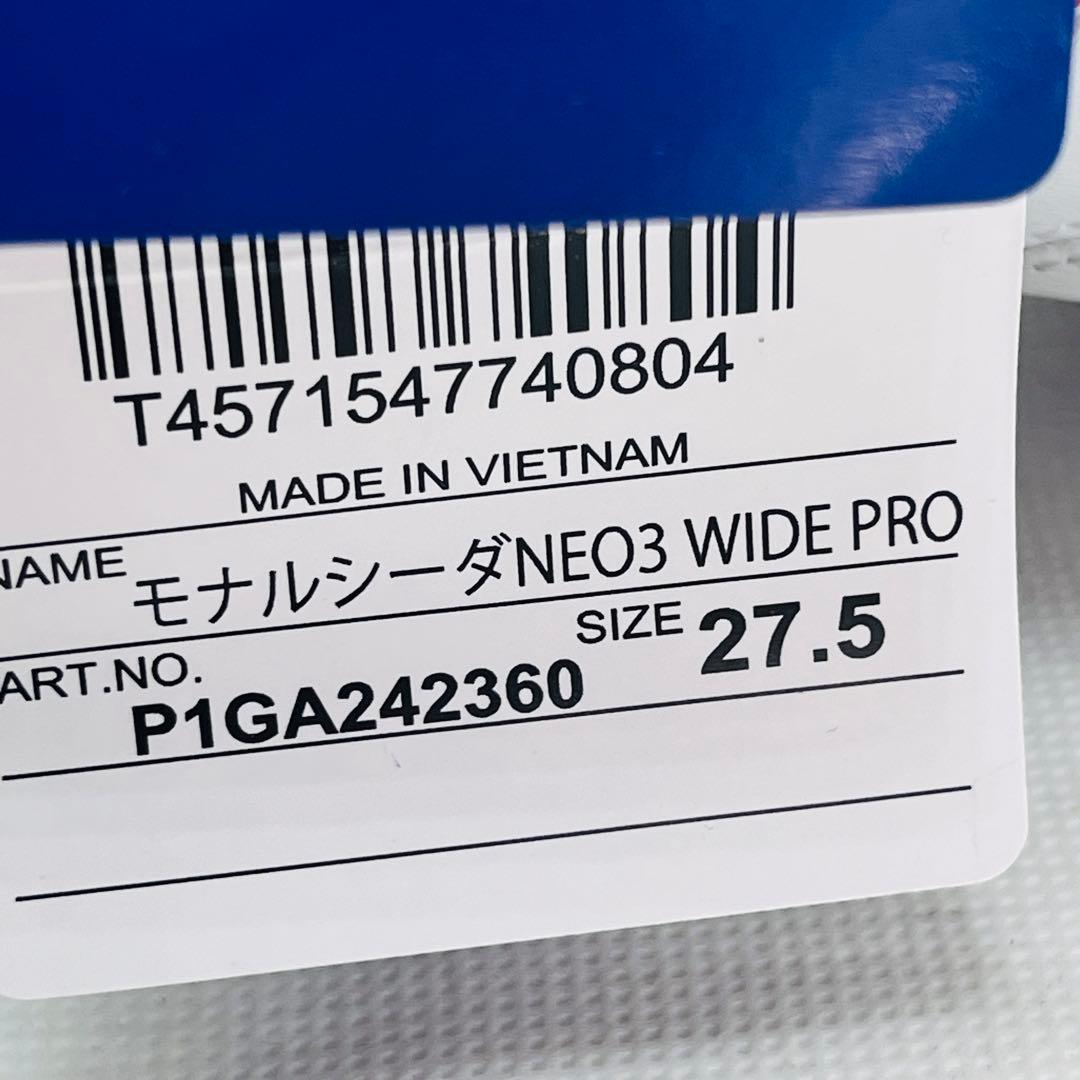 T4571547740804
MADE IN VIETNAM
NAME モナルシーダNEO3 WIDE PRO
ART.NO. P1GA242360 SIZE 27.5